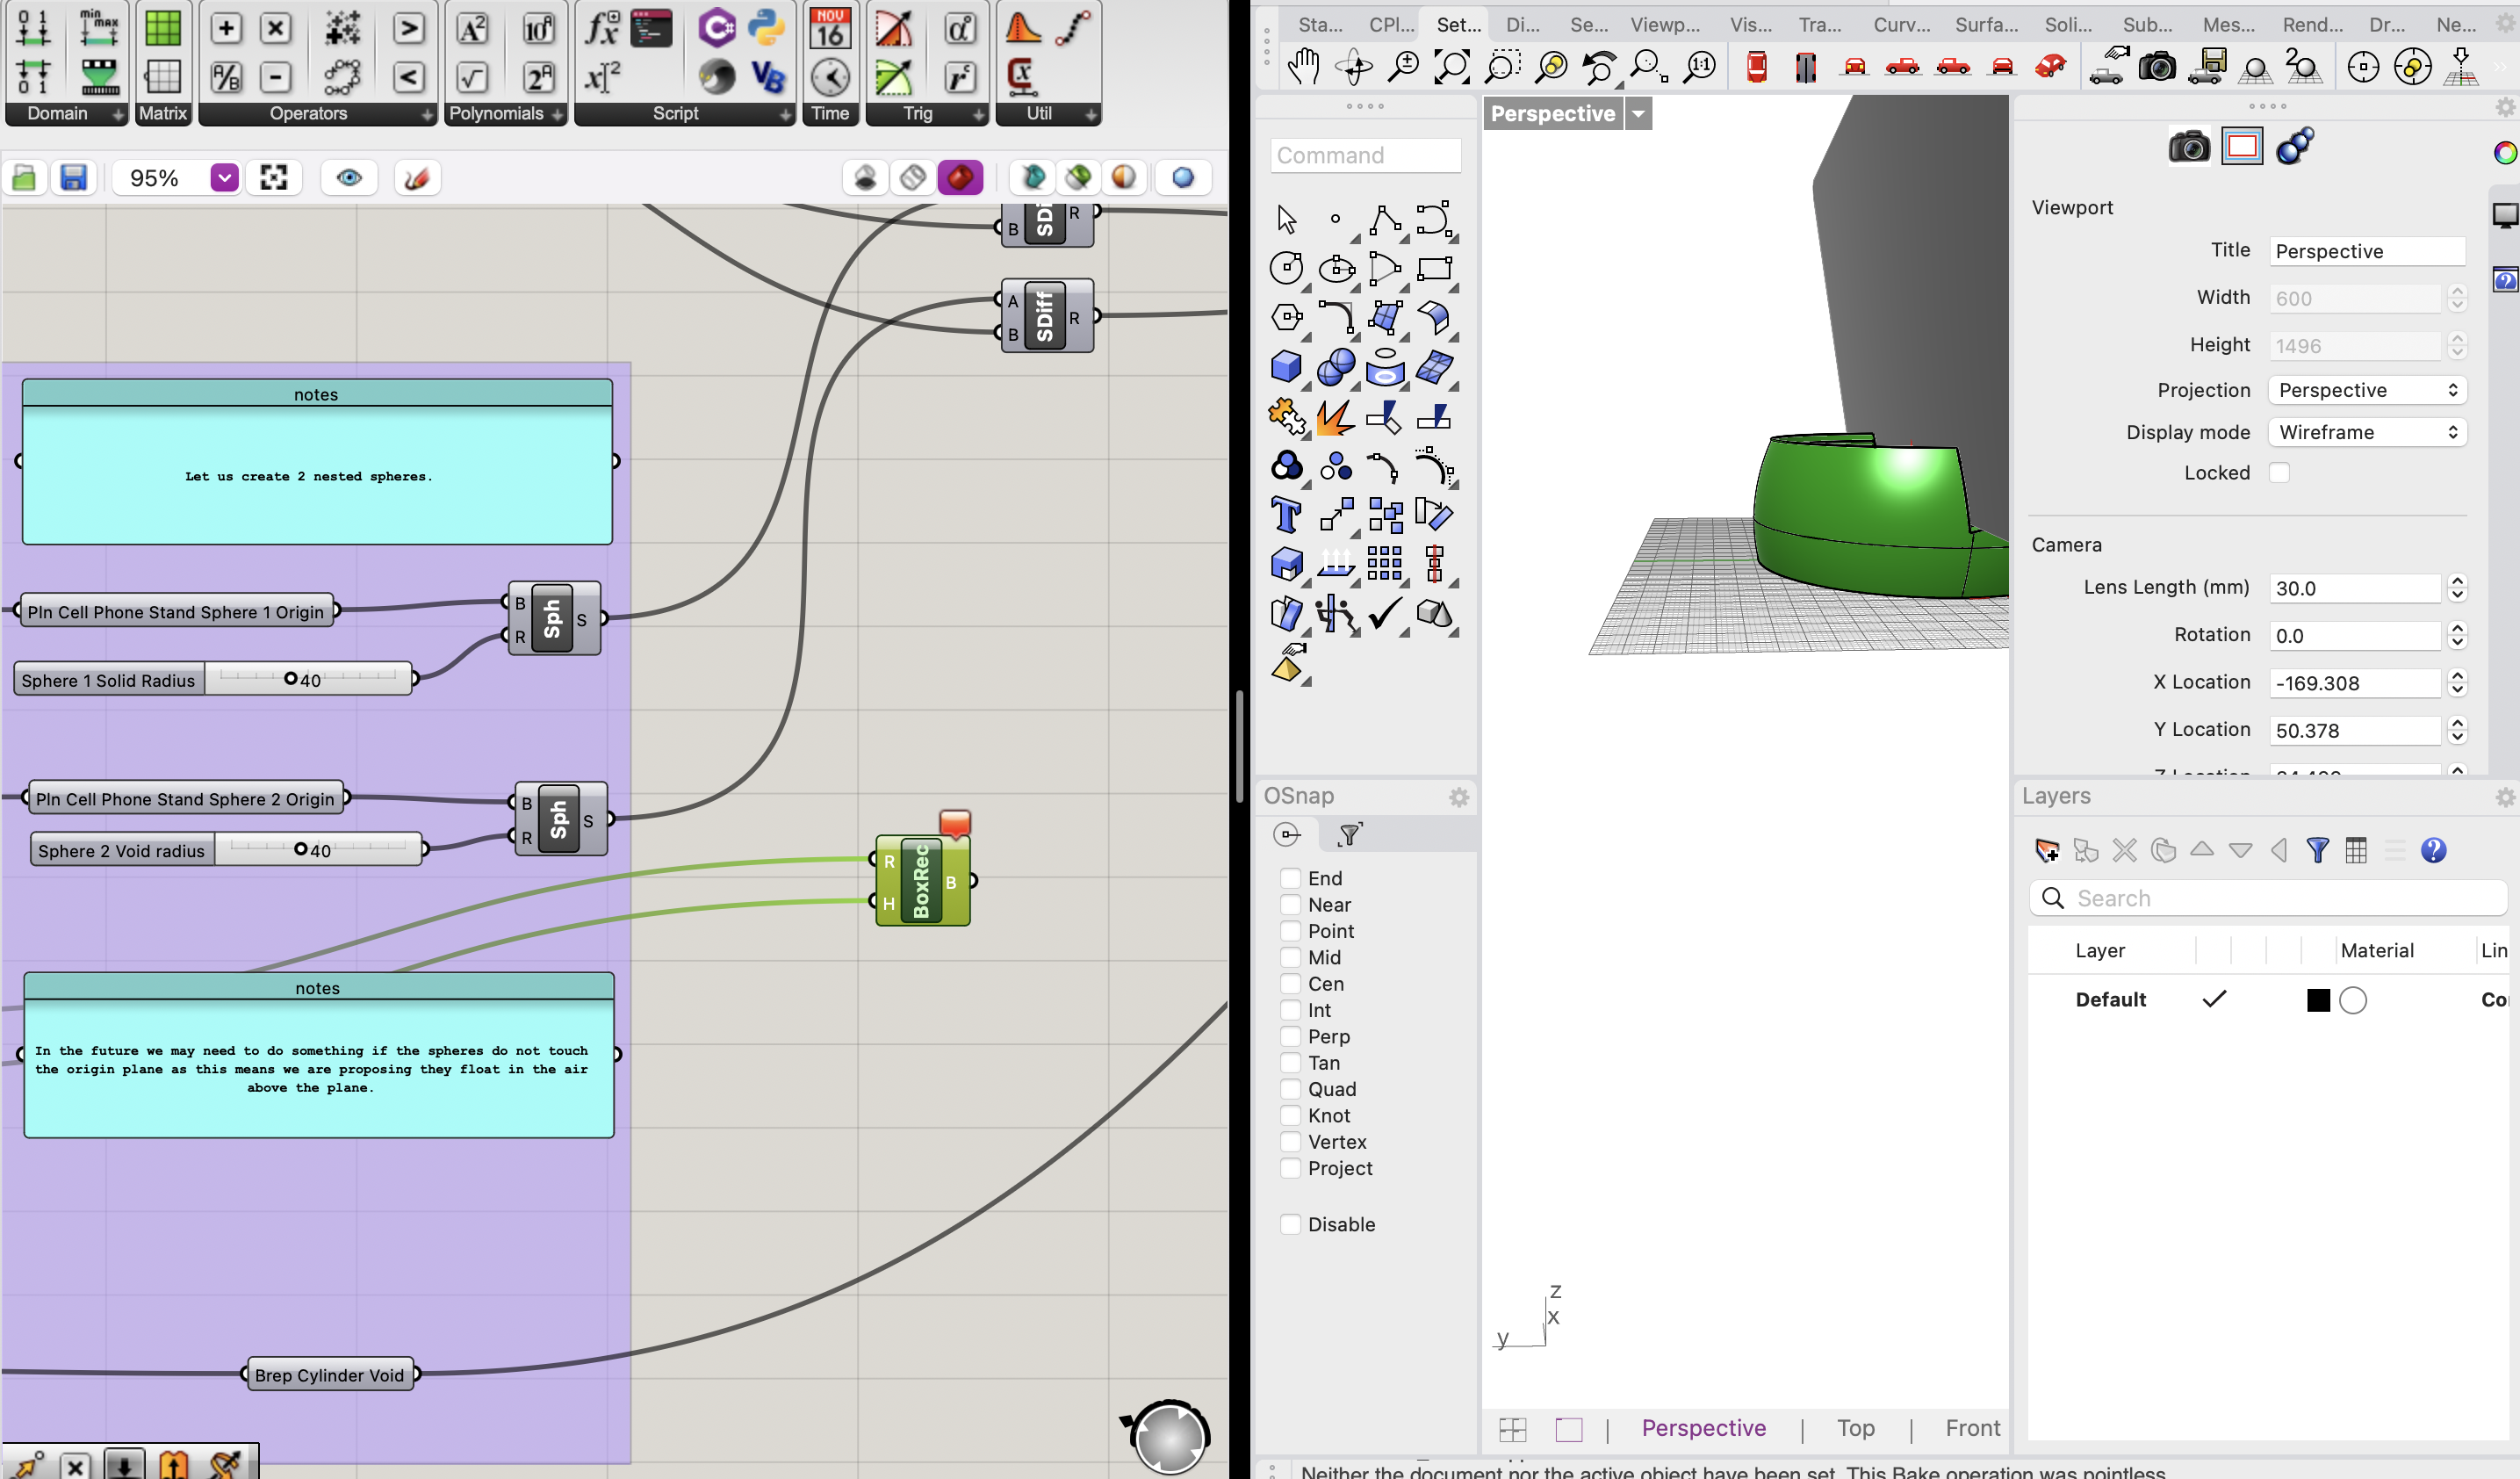 Domain
Matrix
Operators
Polynomials
Script
Time
Trig
Util
NOV
16
95%
SDi
B
R
A
B
SDiff
R
notes
Let us create 2 nested spheres.
Pln Cell Phone Stand Sphere 1 Origin
B
R
Sph
S
Sphere 1 Solid Radius
40
Pln Cell Phone Stand Sphere 2 Origin
B
R
Sph
S
Sphere 2 Void radius
40
R
H
BoxRec
B
notes
In the future we may need to do something if the spheres do not touch
the origin plane as this means we are proposing they float in the air
above the plane.
Brep Cylinder Void
Sta... CPl... Set... Di... Se... Viewp... Vis... Tra... Curv... Surfa... Soli... Sub... Mes... Rend... Dr... Ne...
1:1
Perspective
Command
z
x
y
Perspective | Top | Front
OSnap
End
Near
Point
Mid
Cen
Int
Perp
Tan
Quad
Knot
Vertex
Project
Disable
Viewport
Title Perspective
Width 600
Height 1496
Projection Perspective
Display mode Wireframe
Locked
Camera
Lens Length (mm) 30.0
Rotation 0.0
X Location -169.308
Y Location 50.378
Z Location
Layers
Search
Layer Material Lin
Default Co
Neither the document nor the active object have been set. This Bake operation was pointless